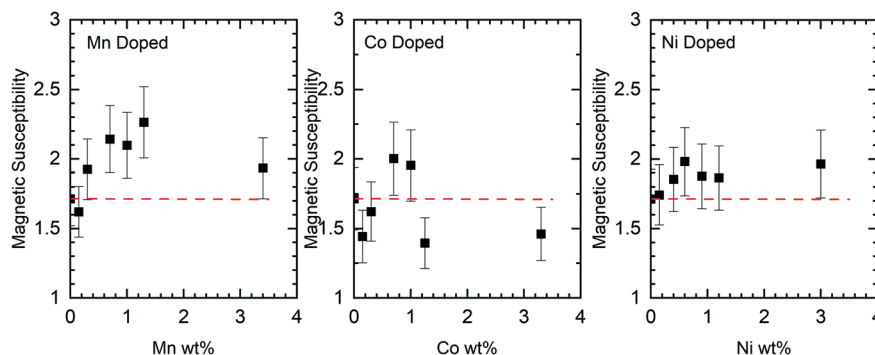 Mn Doped
Magnetic Susceptibility
3
2.5
2
1.5
1
0 1 2 3 4
Mn wt%
Co Doped
Magnetic Susceptibility
3
2.5
2
1.5
1
0 1 2 3 4
Co wt%
Ni Doped
Magnetic Susceptibility
3
2.5
2
1.5
1
0 1 2 3 4
Ni wt%